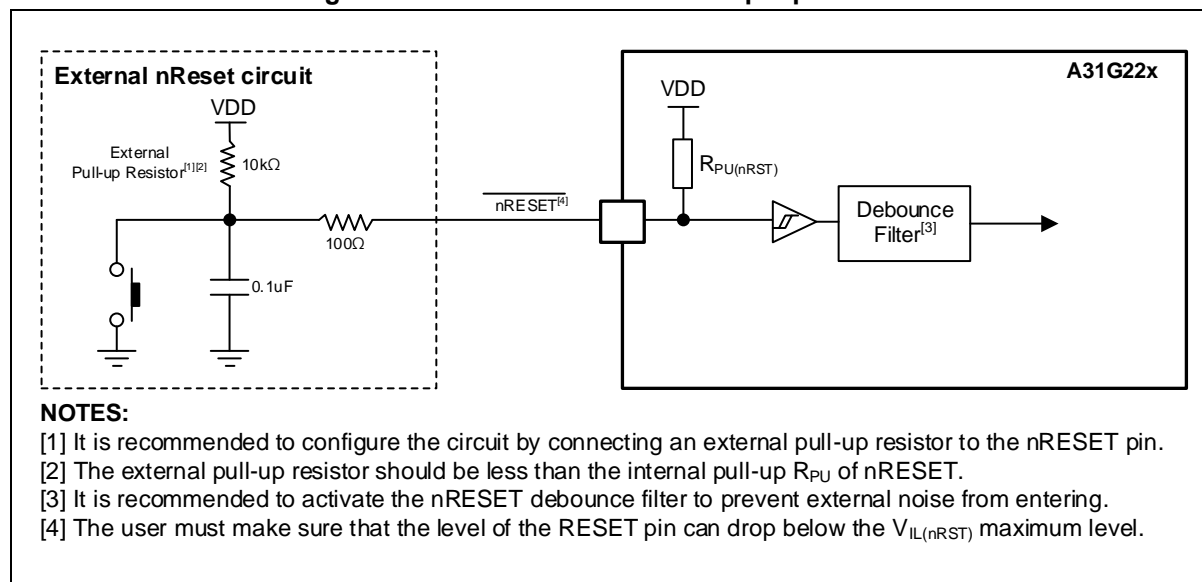 External nReset circuit
VDD
External
Pull-up Resistor[1][2]
10kΩ
100Ω
0.1uF
nRESET[4]
A31G22x
VDD
RPU(nRST)
Debounce
Filter[3]
NOTES:
[1] It is recommended to configure the circuit by connecting an external pull-up resistor to the nRESET pin.
[2] The external pull-up resistor should be less than the internal pull-up RPU of nRESET.
[3] It is recommended to activate the nRESET debounce filter to prevent external noise from entering.
[4] The user must make sure that the level of the RESET pin can drop below the VIL(nRST) maximum level.